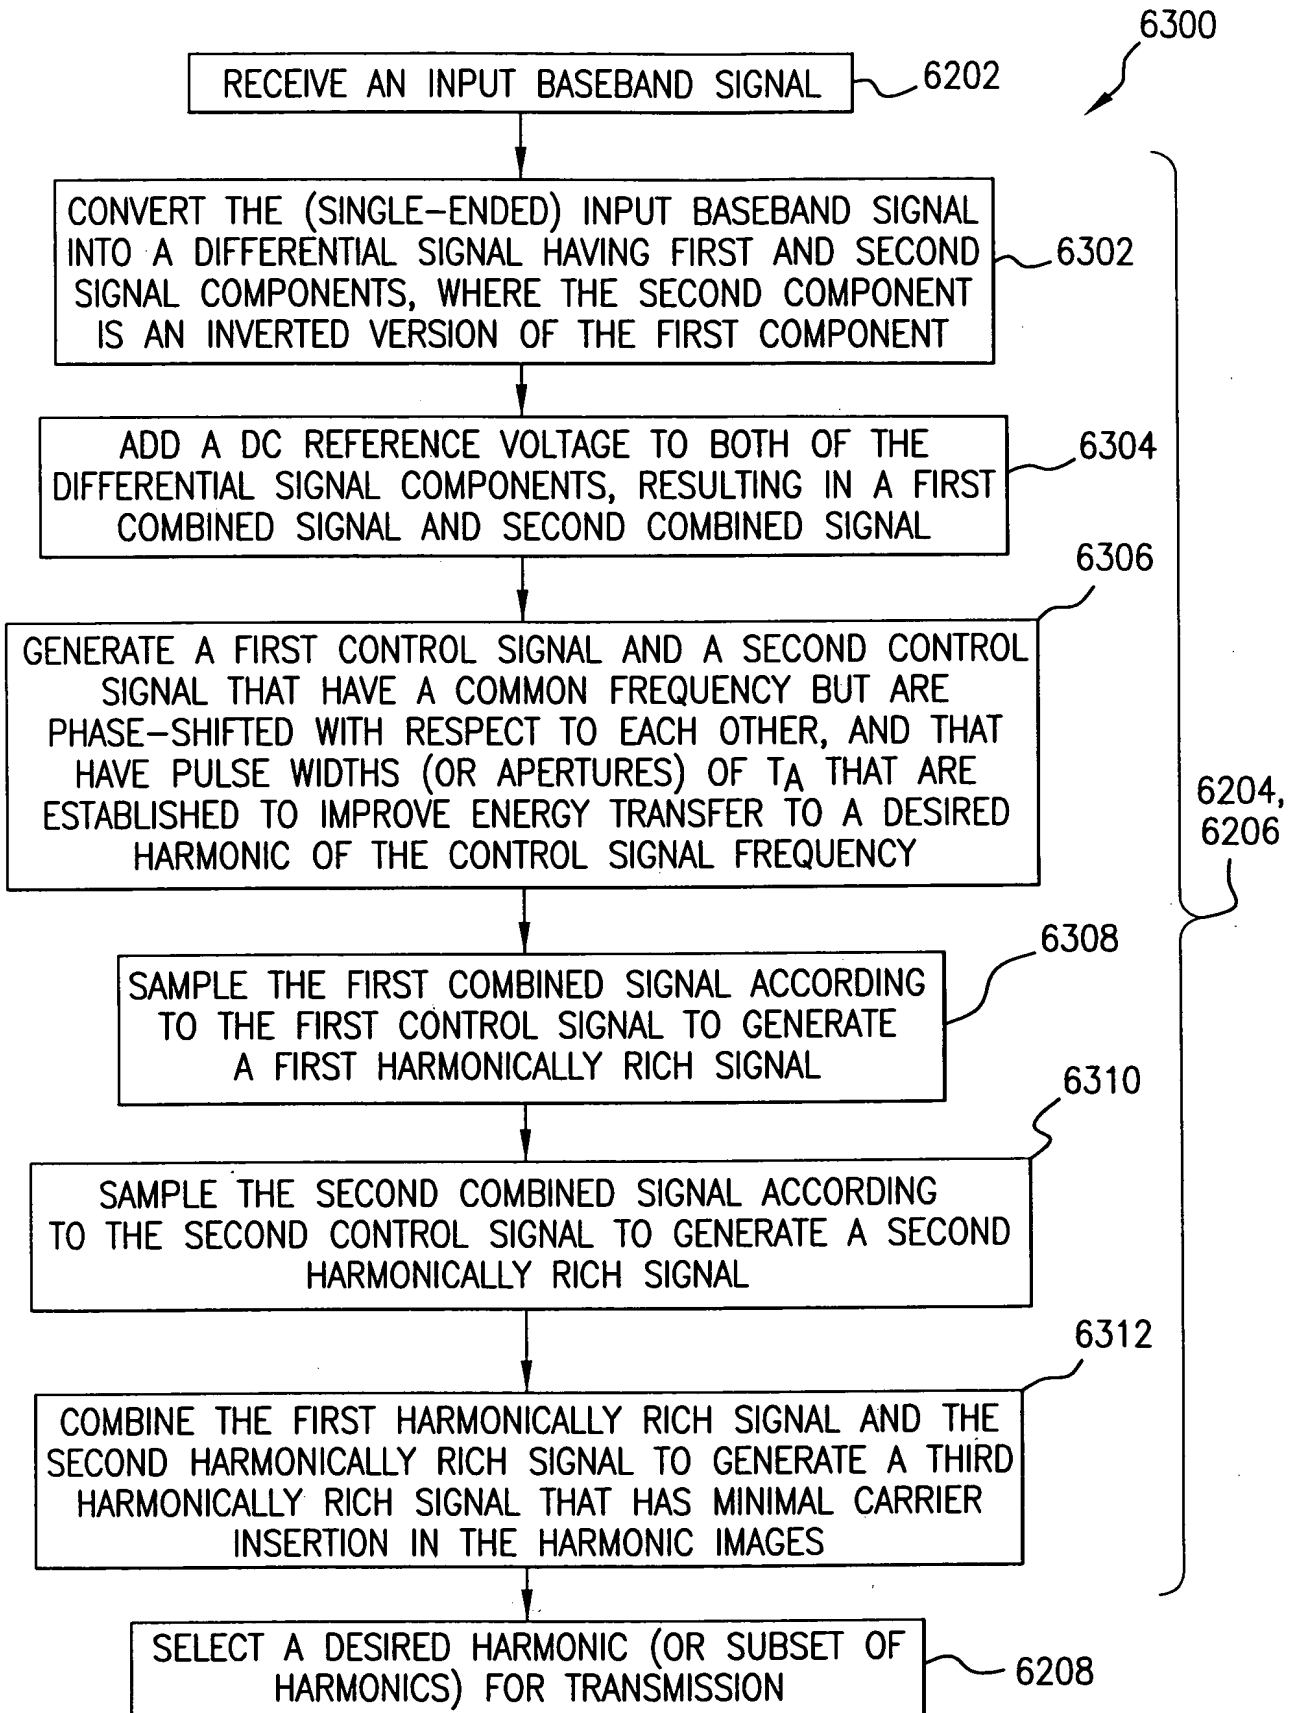 6300
RECEIVE AN INPUT BASEBAND SIGNAL
6202
CONVERT THE (SINGLE-ENDED) INPUT BASEBAND SIGNAL
INTO A DIFFERENTIAL SIGNAL HAVING FIRST AND SECOND
SIGNAL COMPONENTS, WHERE THE SECOND COMPONENT
IS AN INVERTED VERSION OF THE FIRST COMPONENT
6302
ADD A DC REFERENCE VOLTAGE TO BOTH OF THE
DIFFERENTIAL SIGNAL COMPONENTS, RESULTING IN A FIRST
COMBINED SIGNAL AND SECOND COMBINED SIGNAL
6304
6306
GENERATE A FIRST CONTROL SIGNAL AND A SECOND CONTROL
SIGNAL THAT HAVE A COMMON FREQUENCY BUT ARE
PHASE-SHIFTED WITH RESPECT TO EACH OTHER, AND THAT
HAVE PULSE WIDTHS (OR APERTURES) OF TA THAT ARE
ESTABLISHED TO IMPROVE ENERGY TRANSFER TO A DESIRED
HARMONIC OF THE CONTROL SIGNAL FREQUENCY
6204,
6206
6308
SAMPLE THE FIRST COMBINED SIGNAL ACCORDING
TO THE FIRST CONTROL SIGNAL TO GENERATE
A FIRST HARMONICALLY RICH SIGNAL
6310
SAMPLE THE SECOND COMBINED SIGNAL ACCORDING
TO THE SECOND CONTROL SIGNAL TO GENERATE A SECOND
HARMONICALLY RICH SIGNAL
6312
COMBINE THE FIRST HARMONICALLY RICH SIGNAL AND THE
SECOND HARMONICALLY RICH SIGNAL TO GENERATE A THIRD
HARMONICALLY RICH SIGNAL THAT HAS MINIMAL CARRIER
INSERTION IN THE HARMONIC IMAGES
SELECT A DESIRED HARMONIC (OR SUBSET OF
HARMONICS) FOR TRANSMISSION
6208